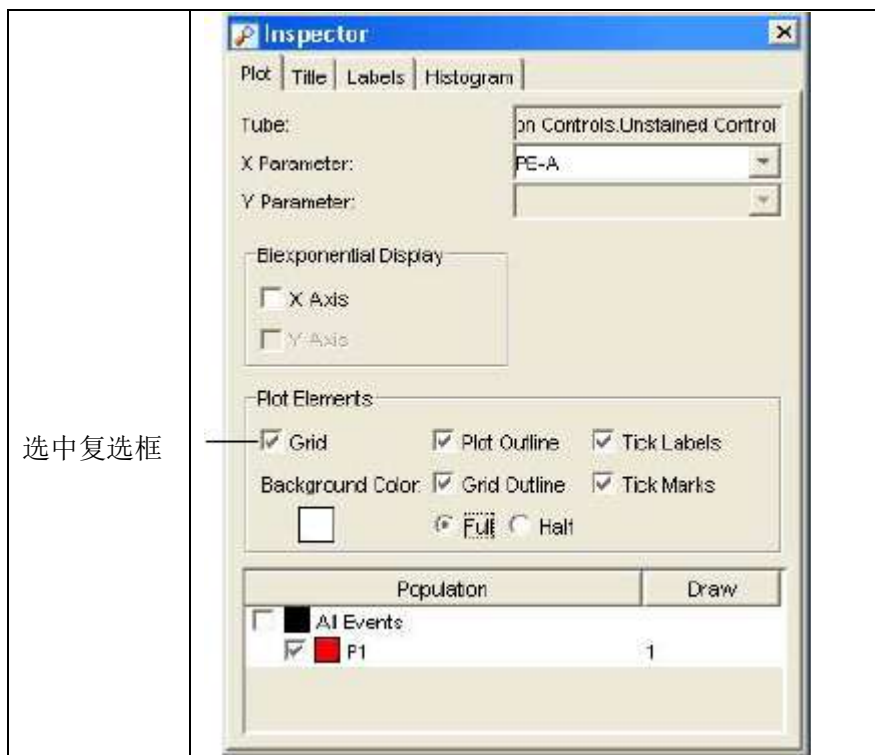 Inspector
Plot Title Labels Histogram
Tube: on Controls.Unstained Control
X Parameter: PE-A
Y Parameter:
Biexponential Display
X Axis
Y Axis
Plot Elements
选中复选框
Grid Plot Outline Tick Labels
Background Color: Grid Outline Tick Marks
Full Half
Population Draw
All Events
P1 1